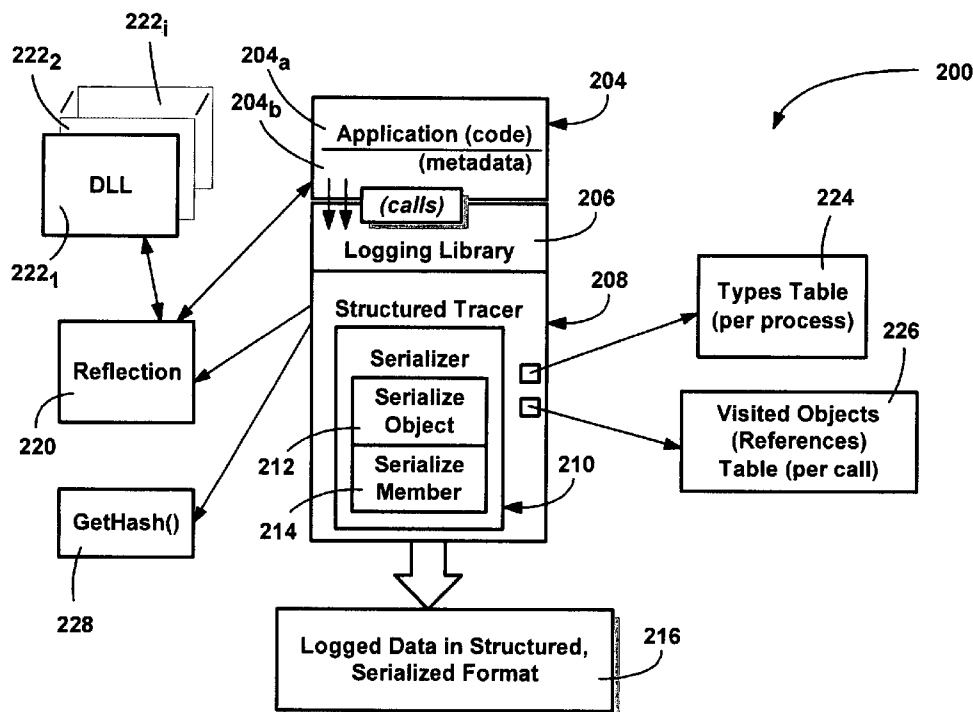 222i
2222
204a
204b
204
200
Application (code)
(metadata)
DLL
(calls)
206
Logging Library
2221
224
208
Types Table
(per process)
Structured Tracer
226
Serializer
Reflection
Serialize
Object
Visited Objects
(References)
Table (per call)
220
212
Serialize
Member
210
214
GetHash()
228
Logged Data in Structured,
Serialized Format
216